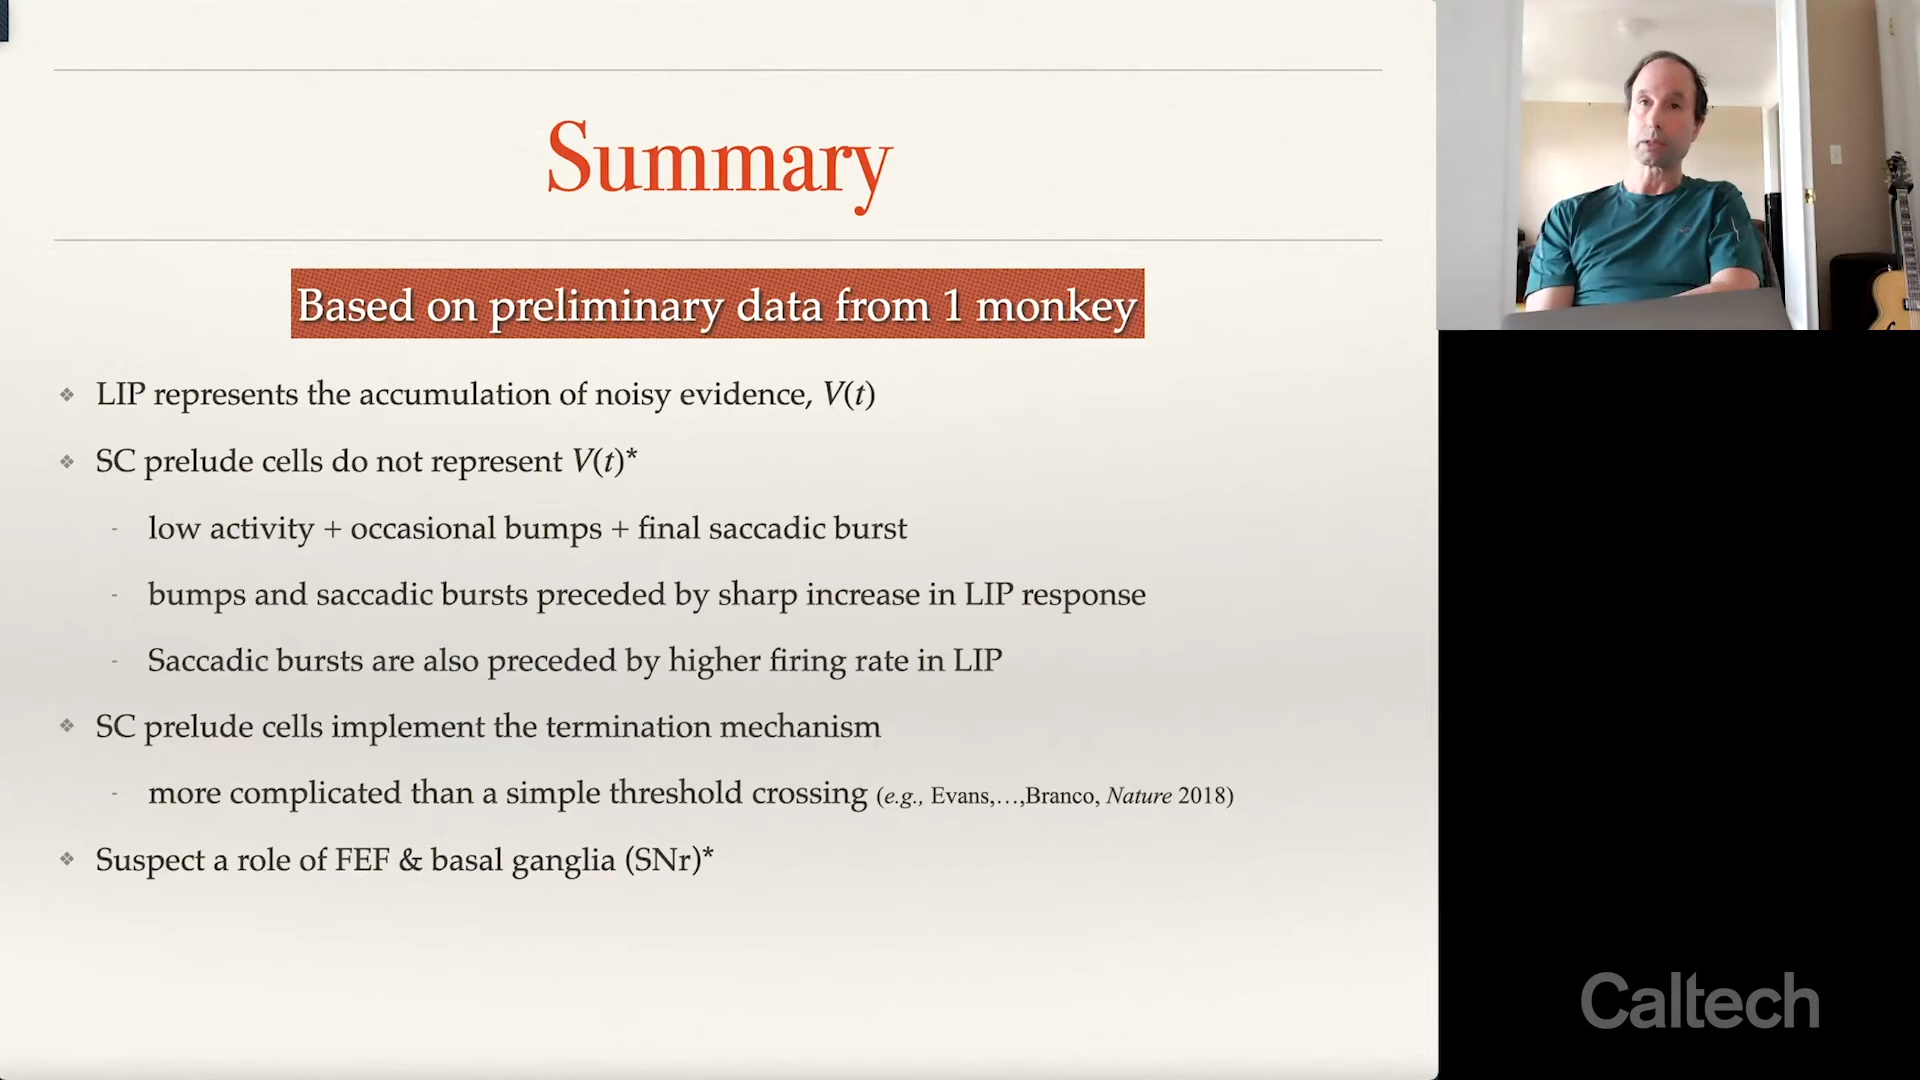 Summary
Based on preliminary data from 1 monkey
❖ LIP represents the accumulation of noisy evidence, V(t)
❖ SC prelude cells do not represent V(t)*
- low activity + occasional bumps + final saccadic burst
- bumps and saccadic bursts preceded by sharp increase in LIP response
- Saccadic bursts are also preceded by higher firing rate in LIP
❖ SC prelude cells implement the termination mechanism
- more complicated than a simple threshold crossing (e.g., Evans,…,Branco, Nature 2018)
❖ Suspect a role of FEF & basal ganglia (SNr)*
Caltech